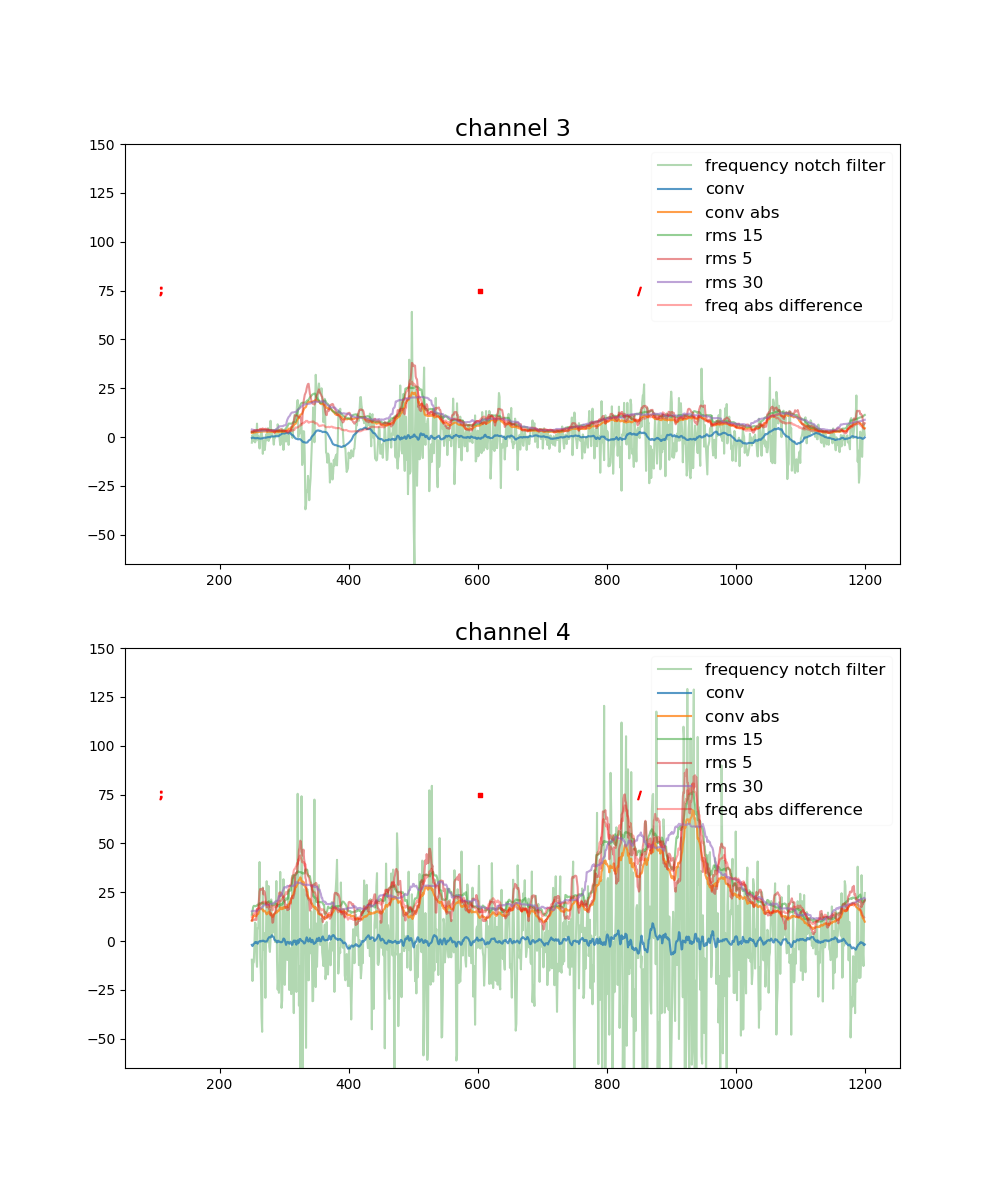 channel 3
150
125
100
75
50
25
0
−25
−50
frequency notch filter
conv
conv abs
rms 15
rms 5
rms 30
freq abs difference
; . /
200 400 600 800 1000 1200
channel 4
150
125
100
75
50
25
0
−25
−50
frequency notch filter
conv
conv abs
rms 15
rms 5
rms 30
freq abs difference
; . /
200 400 600 800 1000 1200